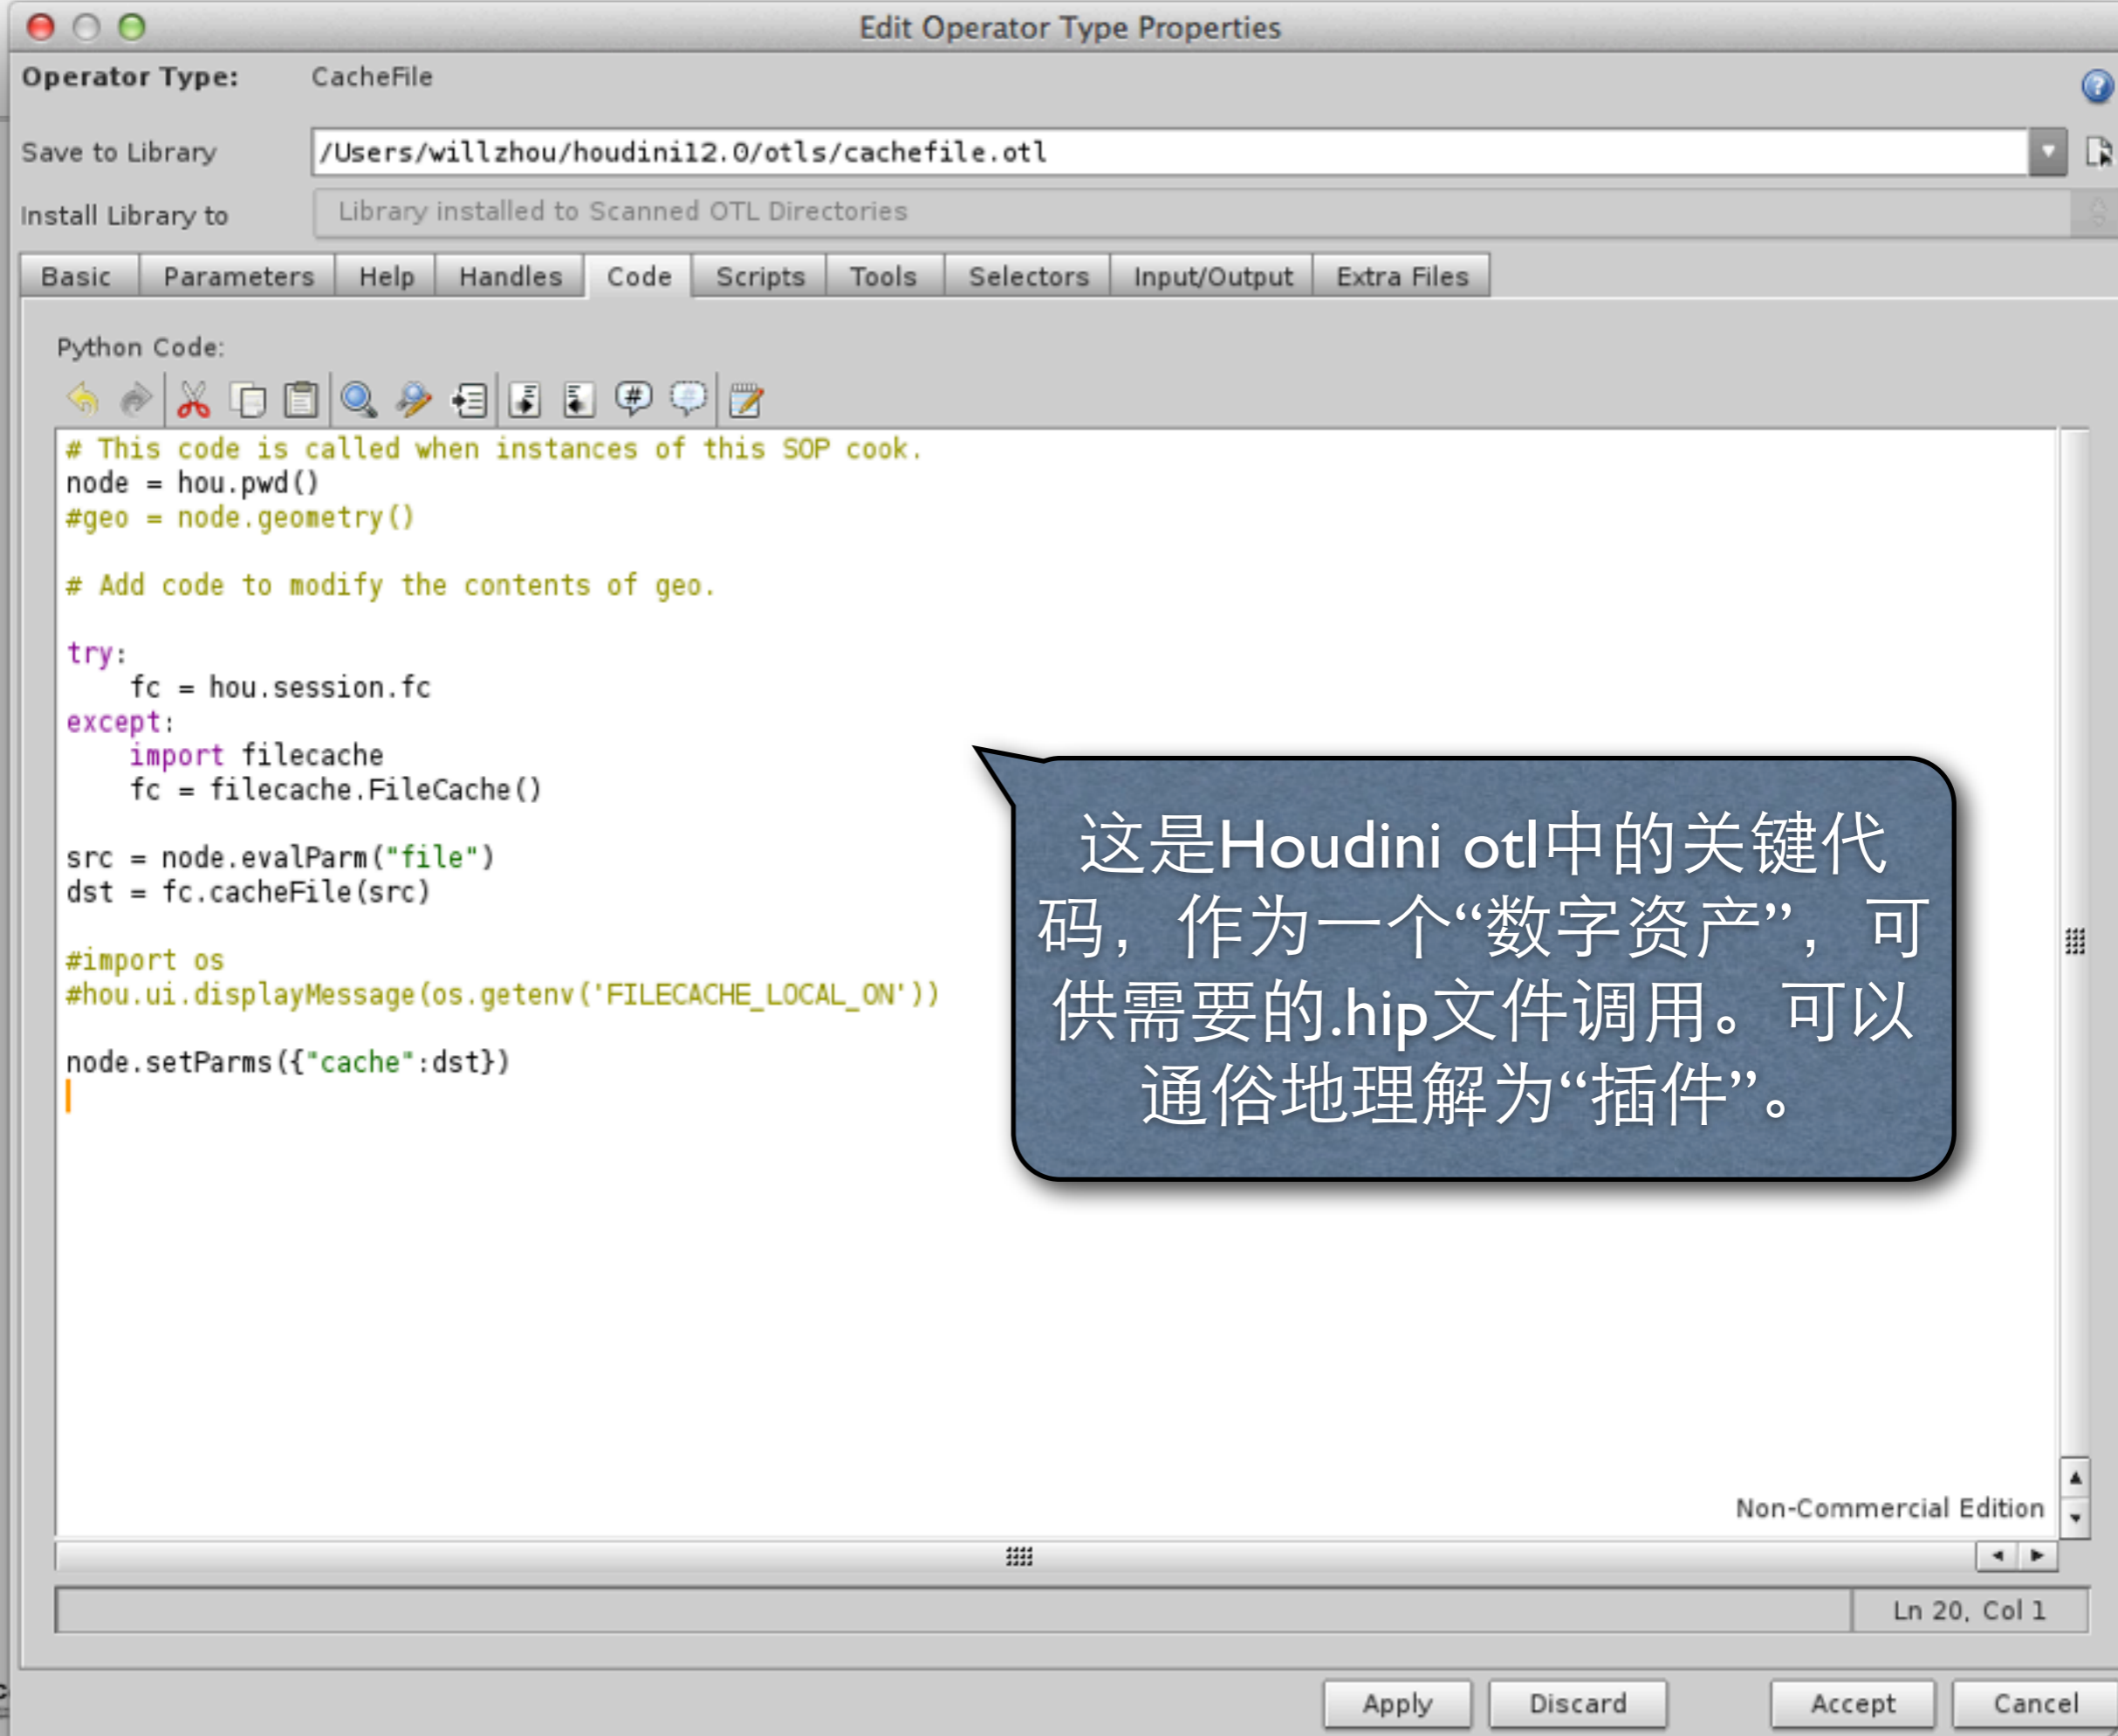 Edit Operator Type Properties
Operator Type: CacheFile
Save to Library /Users/willzhou/houdini12.0/otls/cachefile.otl
Install Library to Library installed to Scanned OTL Directories
Basic Parameters Help Handles Code Scripts Tools Selectors Input/Output Extra Files
Python Code:
# This code is called when instances of this SOP cook.
node = hou.pwd()
#geo = node.geometry()
# Add code to modify the contents of geo.
try:
    fc = hou.session.fc
except:
    import filecache
    fc = filecache.FileCache()
src = node.evalParm("file")
dst = fc.cacheFile(src)
#import os
#hou.ui.displayMessage(os.getenv('FILECACHE_LOCAL_ON'))
node.setParms({"cache":dst})
这是Houdini otl中的关键代
码，作为一个“数字资产”，可
供需要的.hip文件调用。可以
通俗地理解为“插件”。
Non-Commercial Edition
Ln 20, Col 1
Apply Discard Accept Cancel